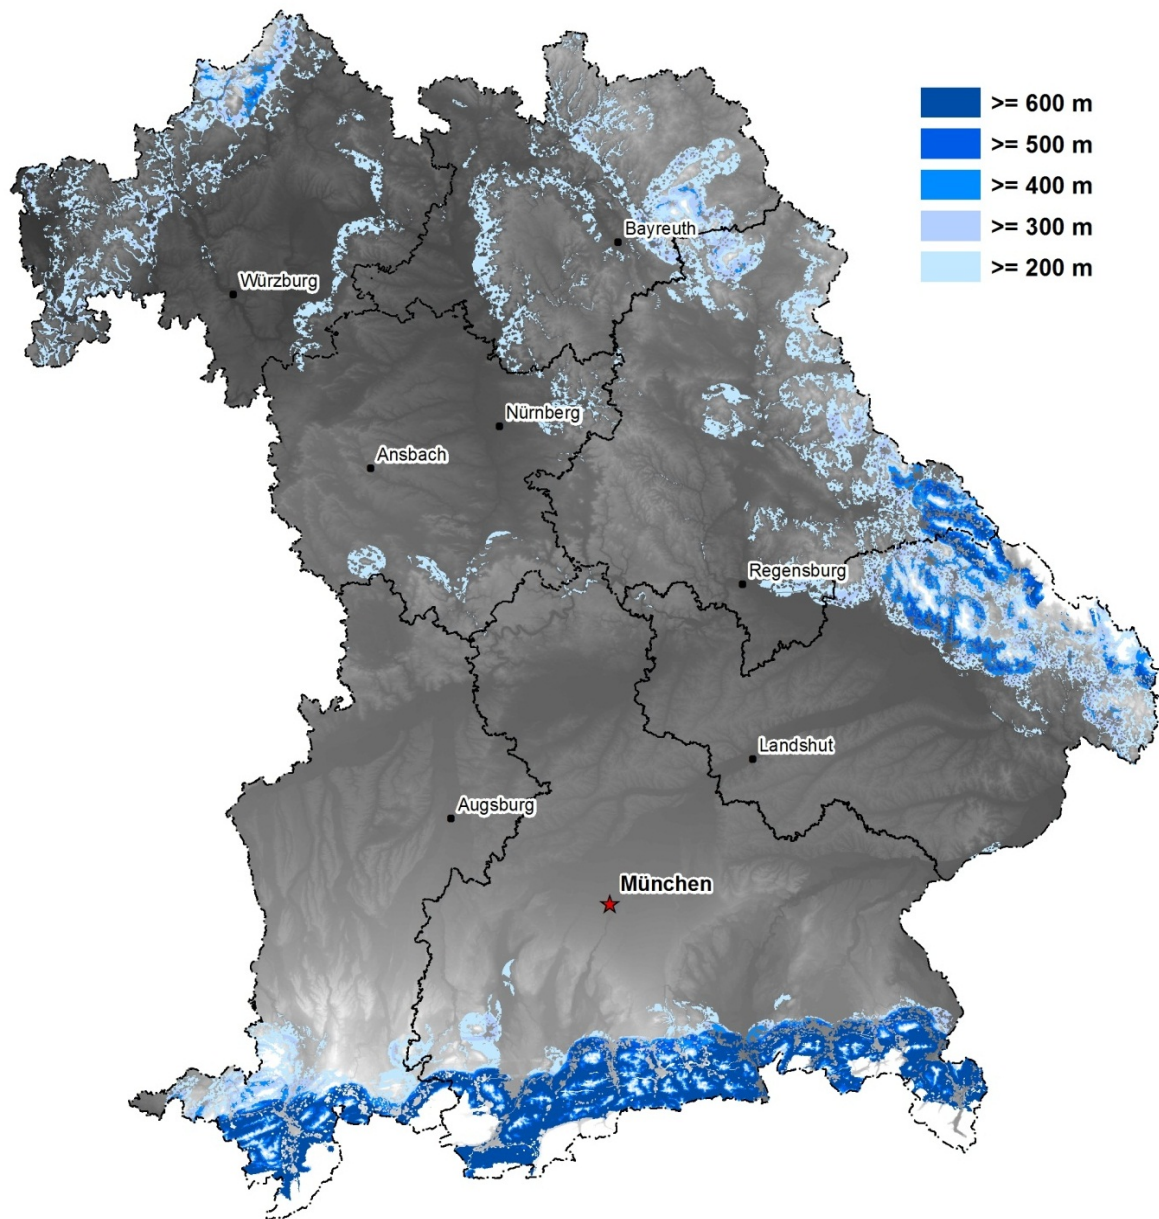 >= 600 m
>= 500 m
>= 400 m
>= 300 m
>= 200 m
Bayreuth
Würzburg
Nürnberg
Ansbach
Regensburg
Landshut
Augsburg
München